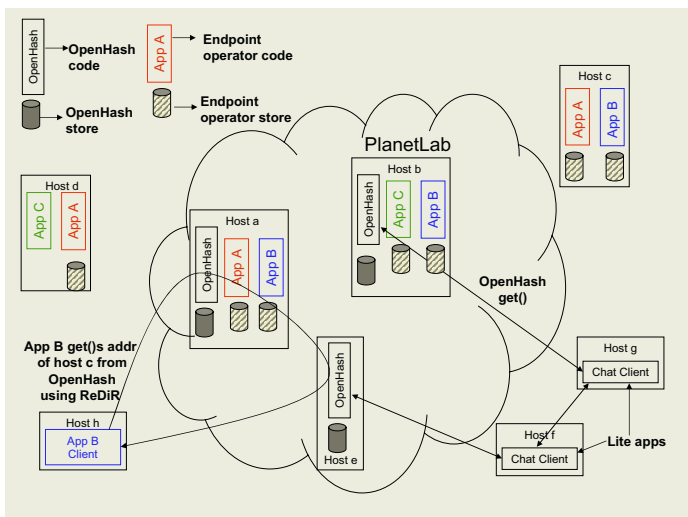 OpenHash
OpenHash
code
App A
Endpoint
operator code
OpenHash
store
Endpoint
operator store
Host c
App A
App B
PlanetLab
Host b
OpenHash
App C
App B
Host d
App C
App A
Host a
OpenHash
App A
App B
OpenHash
get()
App B get()s addr
of host c from
OpenHash
using ReDiR
OpenHash
Host e
Host g
Chat Client
Host h
App B
Client
Host f
Chat Client
Lite apps